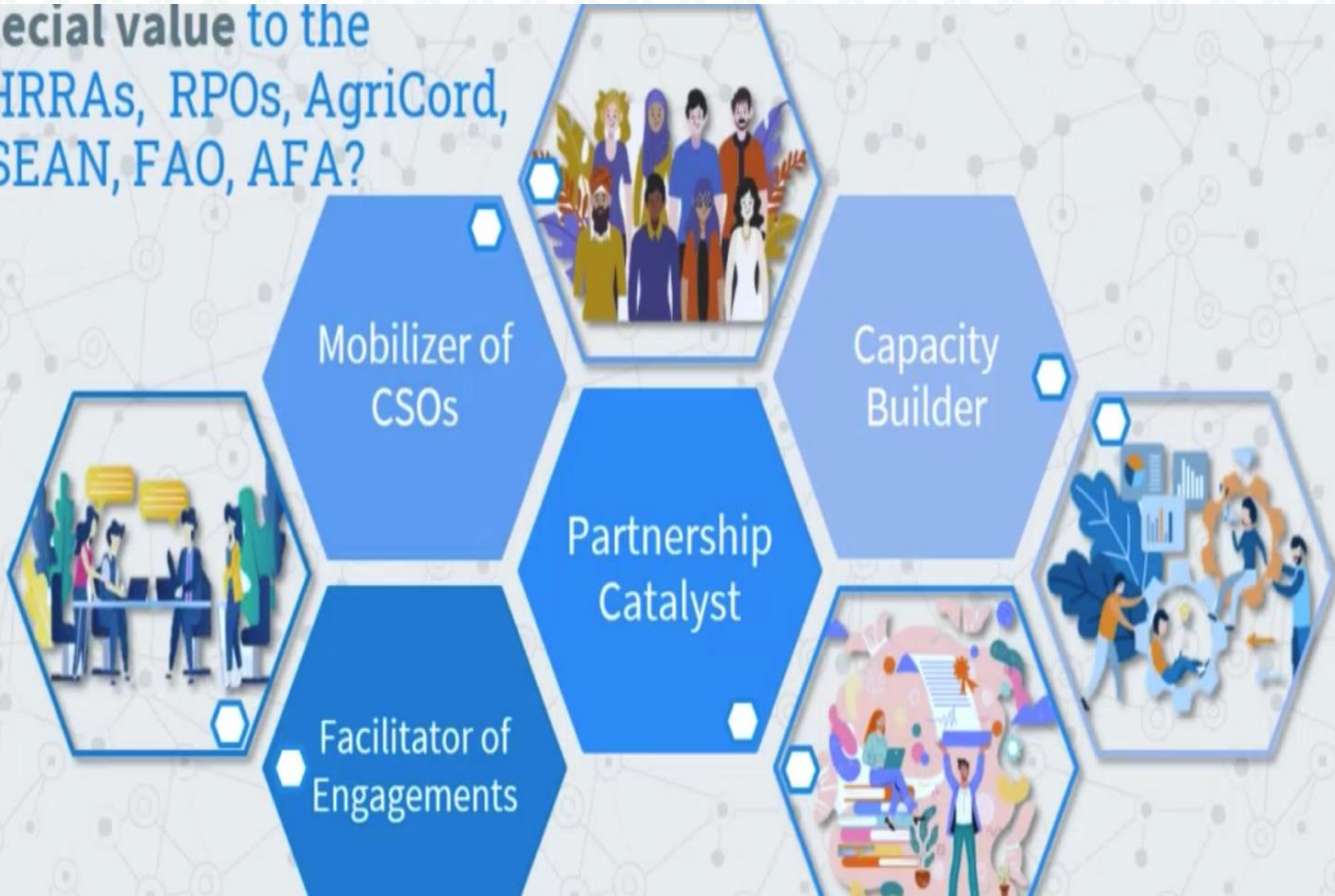 ecial value to the
HRRAs, RPOs, AgriCord,
SEAN, FAO, AFA?
Mobilizer of
CSOs
Capacity
Builder
Partnership
Catalyst
Facilitator of
Engagements